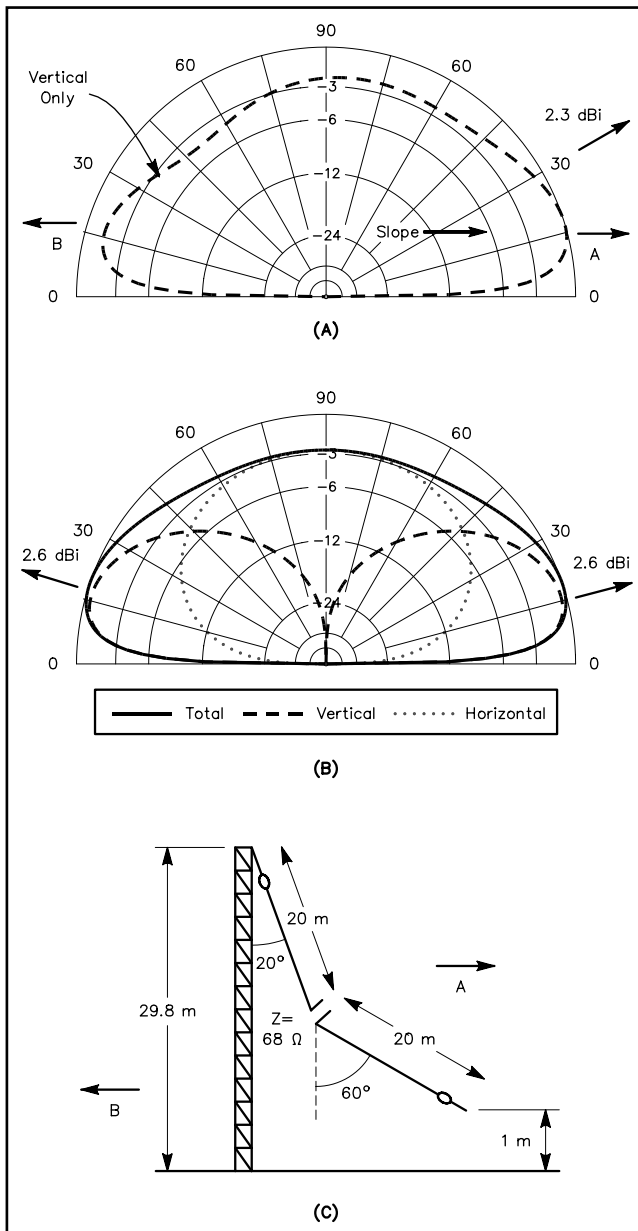 90
60
60
Vertical
Only
-3
-6
2.3 dBi
30
30
-12
B
-24
Slope
A
0
0
(A)
90
60
60
-3
-6
30
30
2.6 dBi
2.6 dBi
-12
-24
0
0
Total
Vertical
Horizontal
(B)
20 m
20°
A
29.8 m
Z=
68 Ω
20 m
B
60°
1 m
(C)